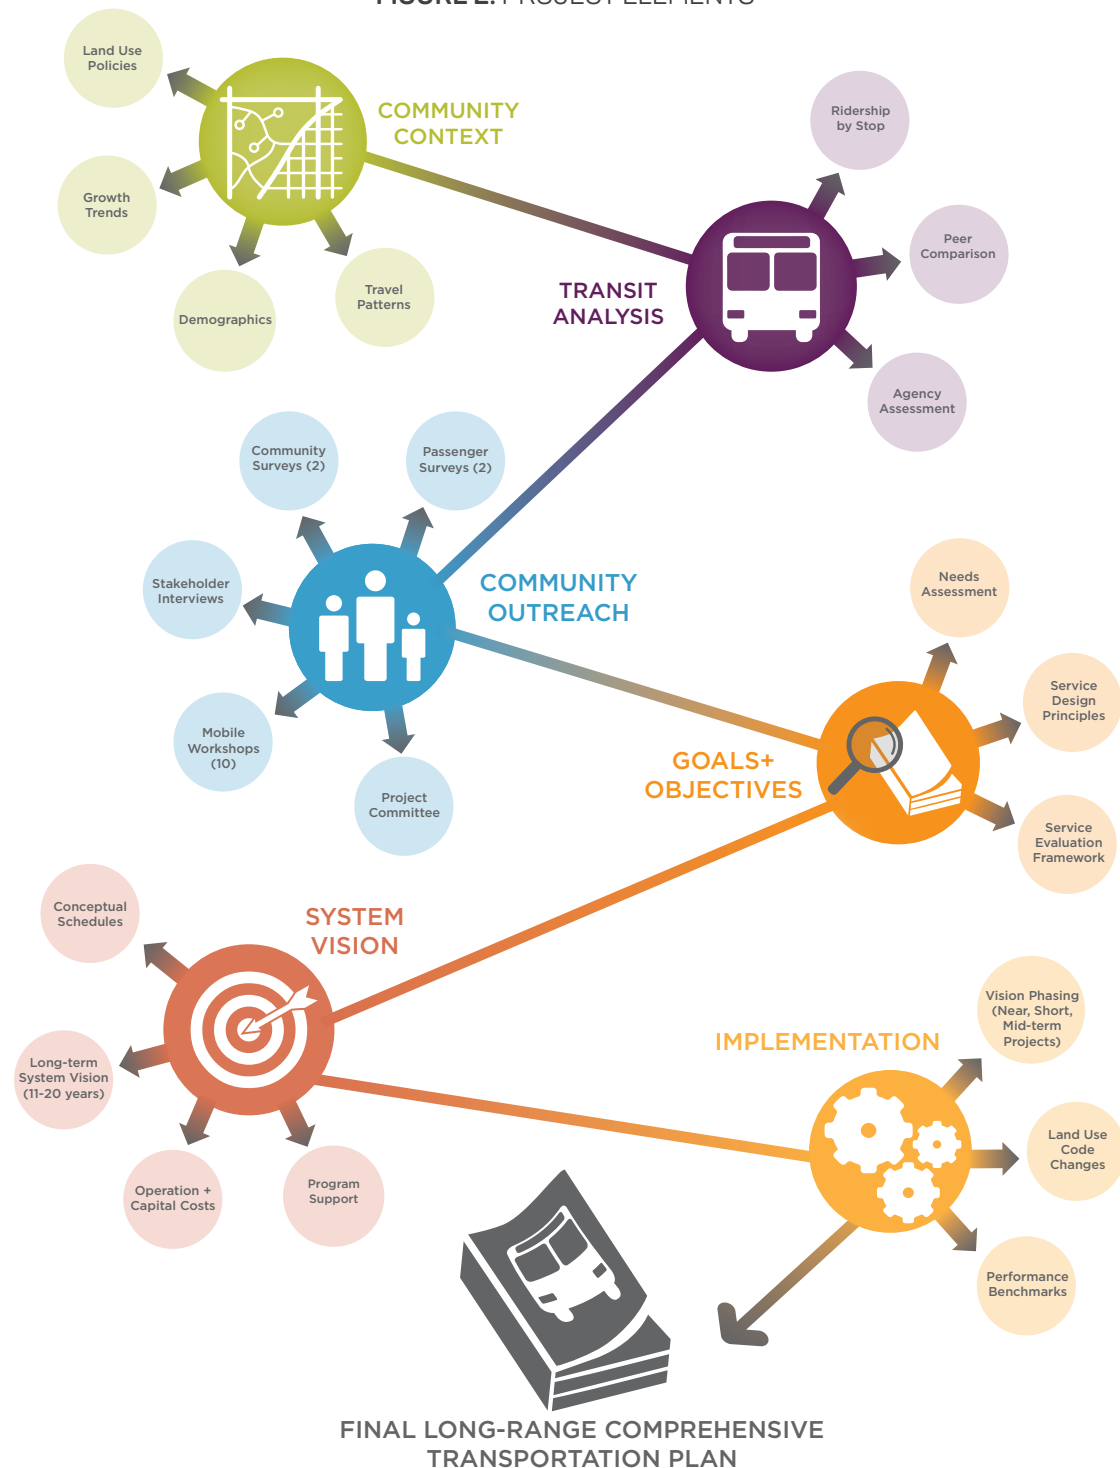 FIGURE 2. PROJECT ELEMENTS
Land Use
Policies
COMMUNITY
CONTEXT
Growth
Trends
Demographics
Travel
Patterns
Ridership
by Stop
Peer
Comparison
TRANSIT
ANALYSIS
Agency
Assessment
Community
Surveys (2)
Passenger
Surveys (2)
Stakeholder
Interviews
COMMUNITY
OUTREACH
Mobile
Workshops
(10)
Project
Committee
Needs
Assessment
Service
Design
Principles
GOALS+
OBJECTIVES
Service
Evaluation
Framework
Conceptual
Schedules
SYSTEM
VISION
Long-term
System Vision
(11-20 years)
Operation +
Capital Costs
Program
Support
Vision Phasing
(Near, Short,
Mid-term
Projects)
IMPLEMENTATION
Land Use
Code
Changes
Performance
Benchmarks
FINAL LONG-RANGE COMPREHENSIVE
TRANSPORTATION PLAN